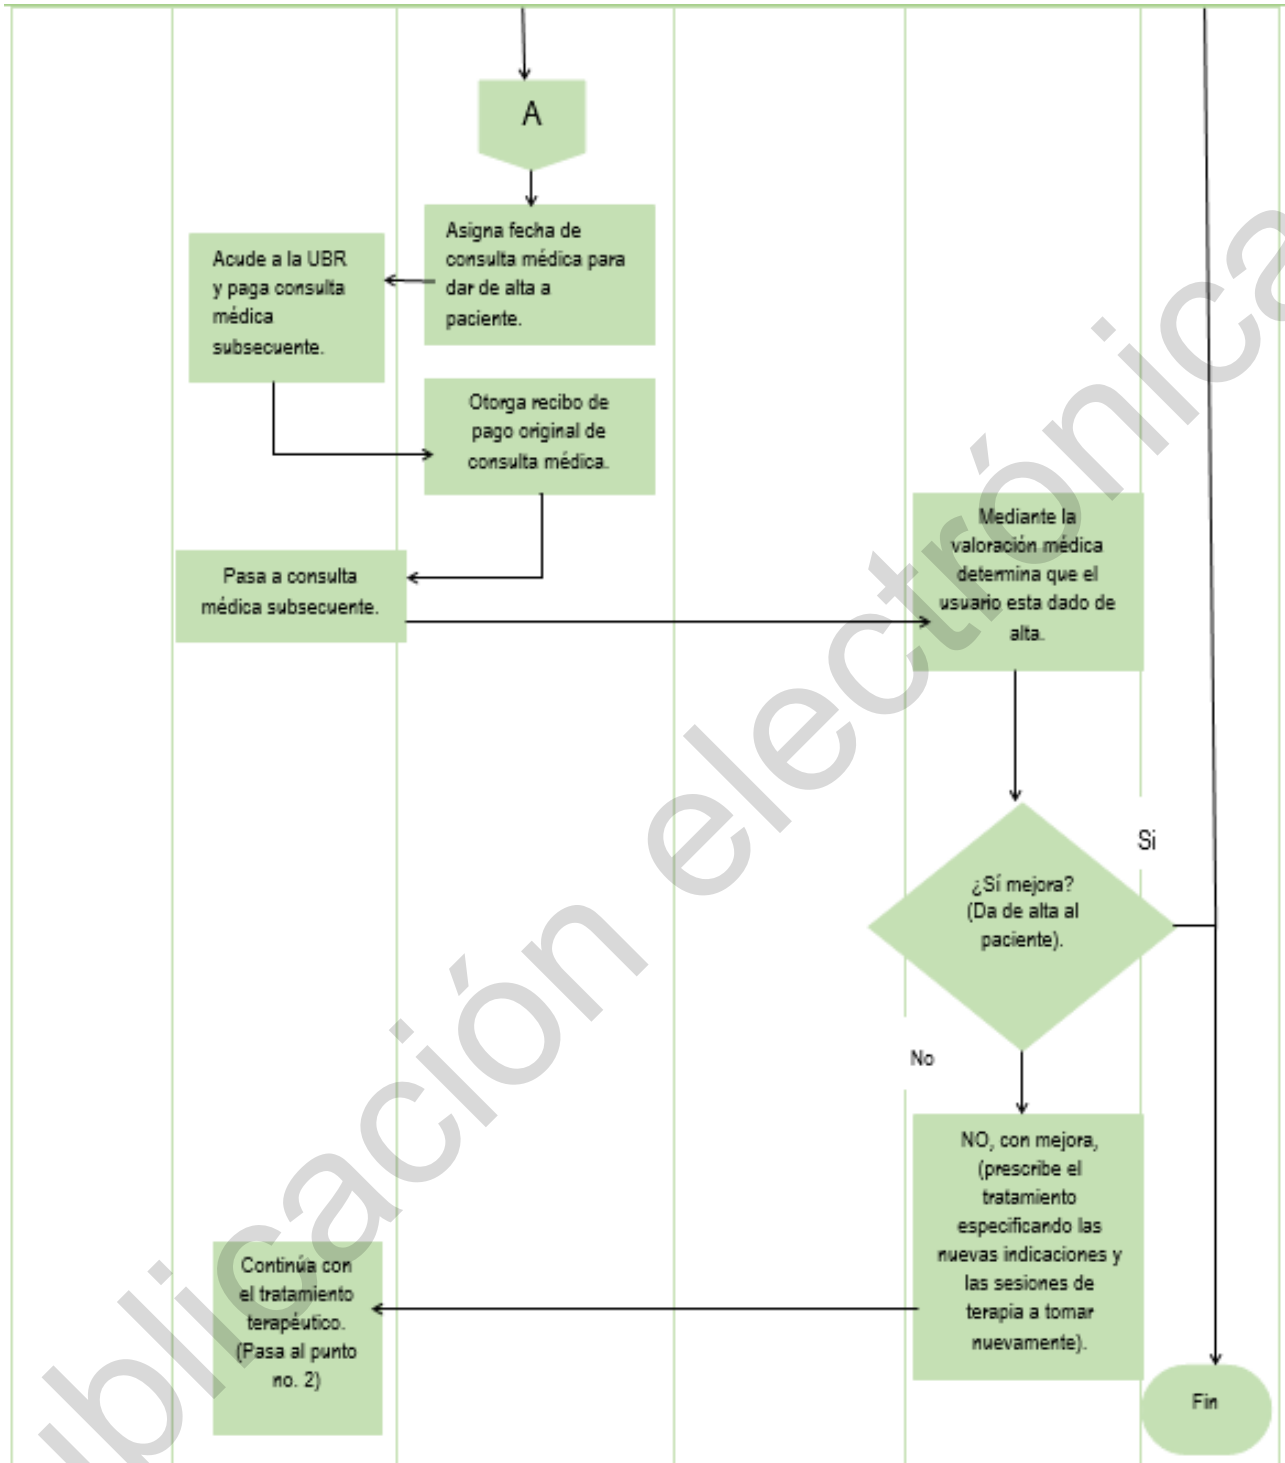 A
Asigna fecha de
consulta médica para
dar de alta a
paciente.
Acude a la UBR
y paga consulta
médica
subsecuente.
Otorga recibo de
pago original de
consulta médica.
Pasa a consulta
médica subsecuente.
Mediante la
valoración médica
determina que el
usuario esta dado de
alta.
¿Sí mejora?
(Da de alta al
paciente).
Si
No
NO, con mejora,
(prescribe el
tratamiento
especificando las
nuevas indicaciones y
las sesiones de
terapia a tomar
nuevamente).
Continúa con
el tratamiento
terapéutico.
(Pasa al punto
no. 2)
Fin
ublicación electrónica